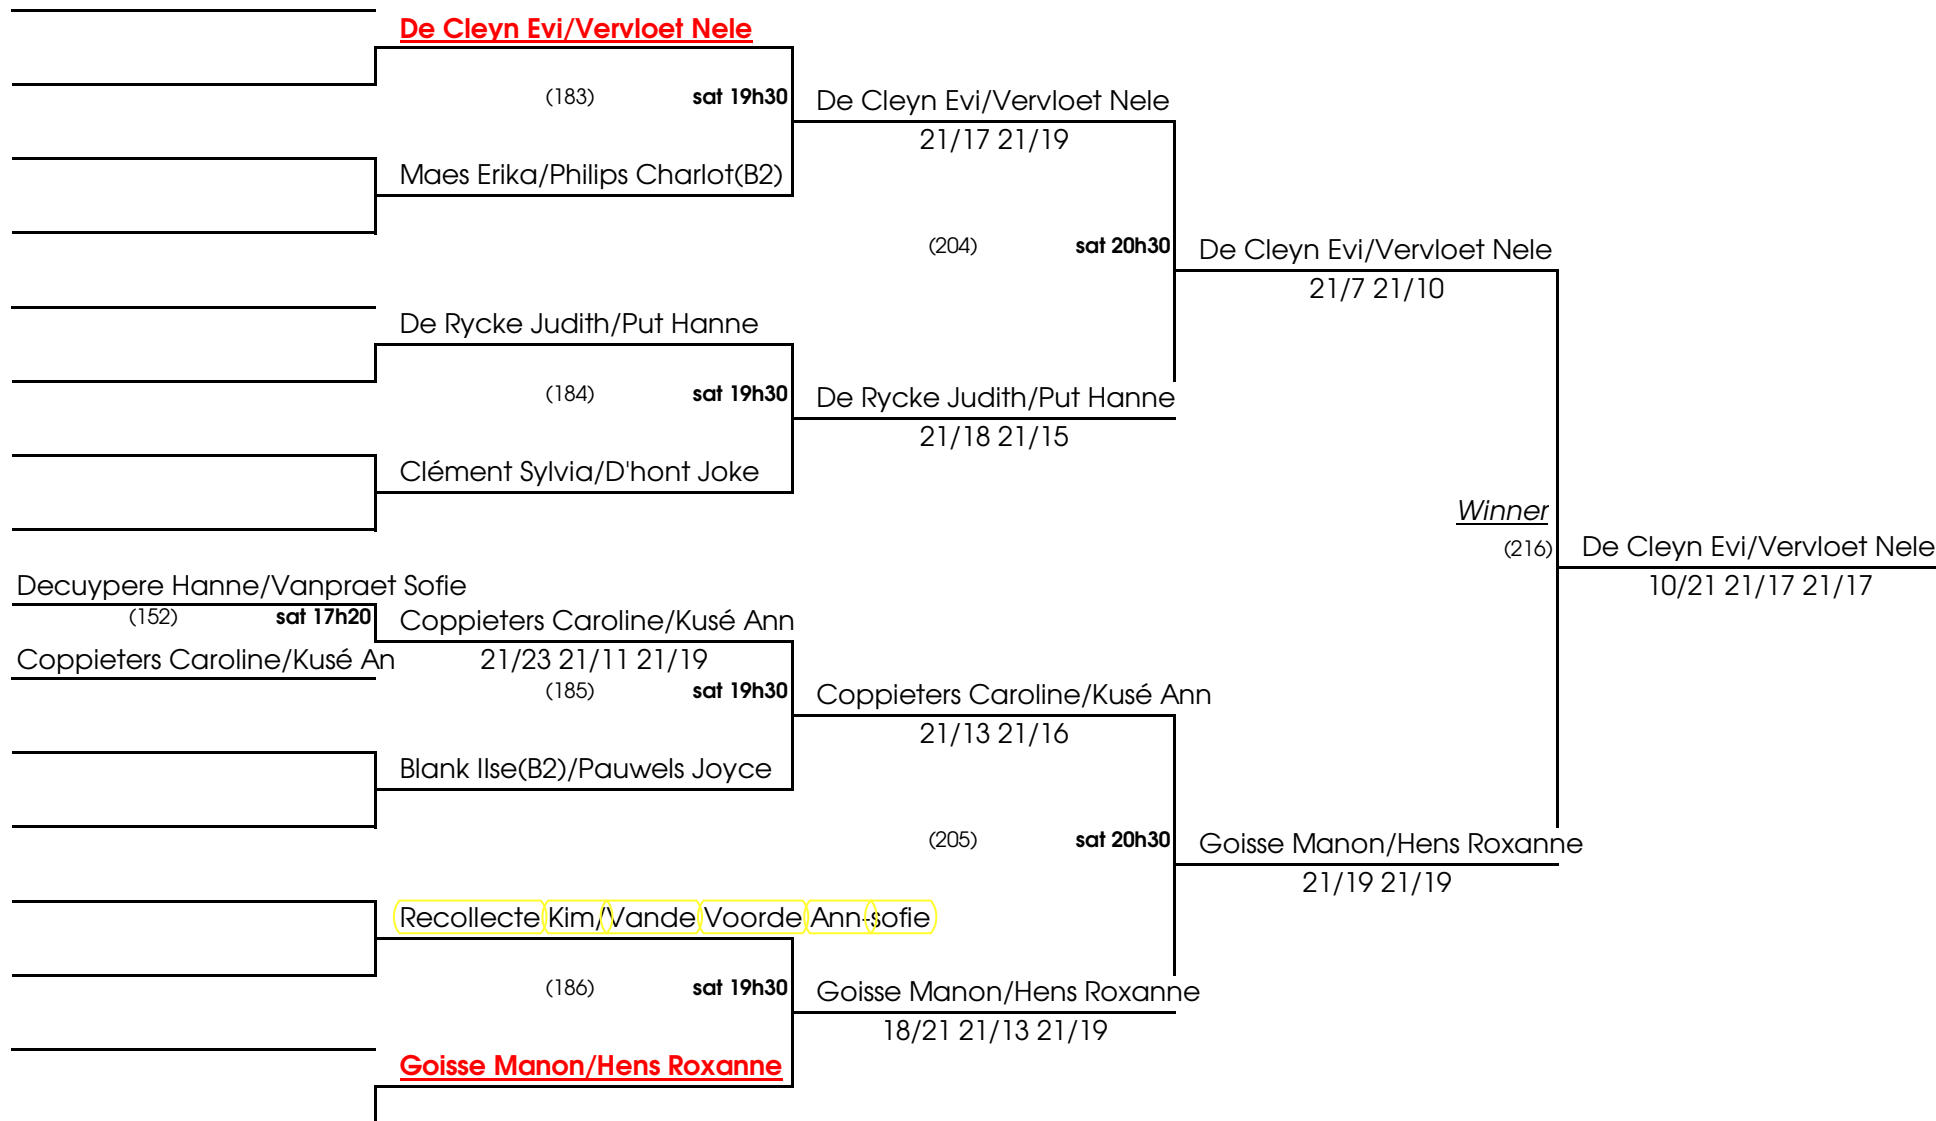 De Cleyn Evi/Vervloet Nele
(183) sat 19h30
De Cleyn Evi/Vervloet Nele
21/17 21/19
Maes Erika/Philips Charlot(B2)
(204) sat 20h30
De Cleyn Evi/Vervloet Nele
21/7 21/10
De Rycke Judith/Put Hanne
(184) sat 19h30
De Rycke Judith/Put Hanne
21/18 21/15
Clément Sylvia/D'hont Joke
Winner
(216)
De Cleyn Evi/Vervloet Nele
10/21 21/17 21/17
Decuypere Hanne/Vanpraet Sofie
(152) sat 17h20
Coppieters Caroline/Kusé Ann
Coppieters Caroline/Kusé An
21/23 21/11 21/19
(185) sat 19h30
Coppieters Caroline/Kusé Ann
21/13 21/16
Blank Ilse(B2)/Pauwels Joyce
(205) sat 20h30
Goisse Manon/Hens Roxanne
21/19 21/19
Recollecte Kim/Vande Voorde Ann-sofie
(186) sat 19h30
Goisse Manon/Hens Roxanne
18/21 21/13 21/19
Goisse Manon/Hens Roxanne